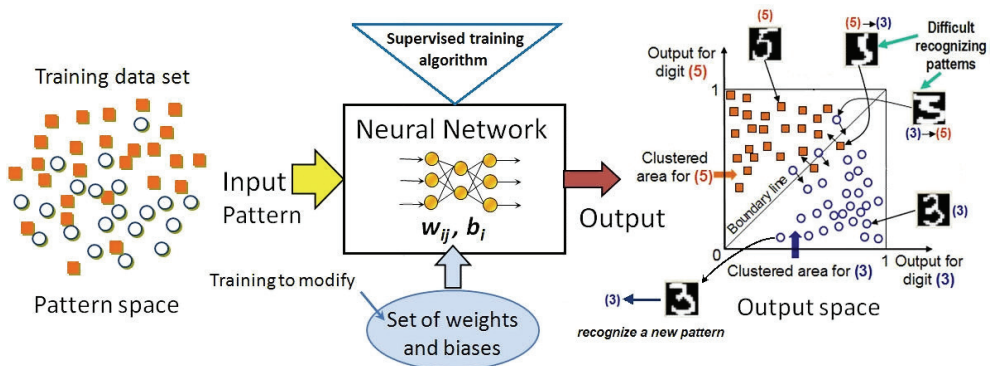 Training data set
Pattern space
Input
Pattern
Supervised training
algorithm
Neural Network
w_ij, b_i
Training to modify
Set of weights
and biases
Output
Output for
digit (5)
1
(5)
(5)→(3)
Difficult
recognizing
patterns
(3)→(5)
Clustered
area for (5)
Boundary line
(3)
0
1
Clustered area for (3)
Output for
digit (3)
(3)
recognize a new pattern
Output space